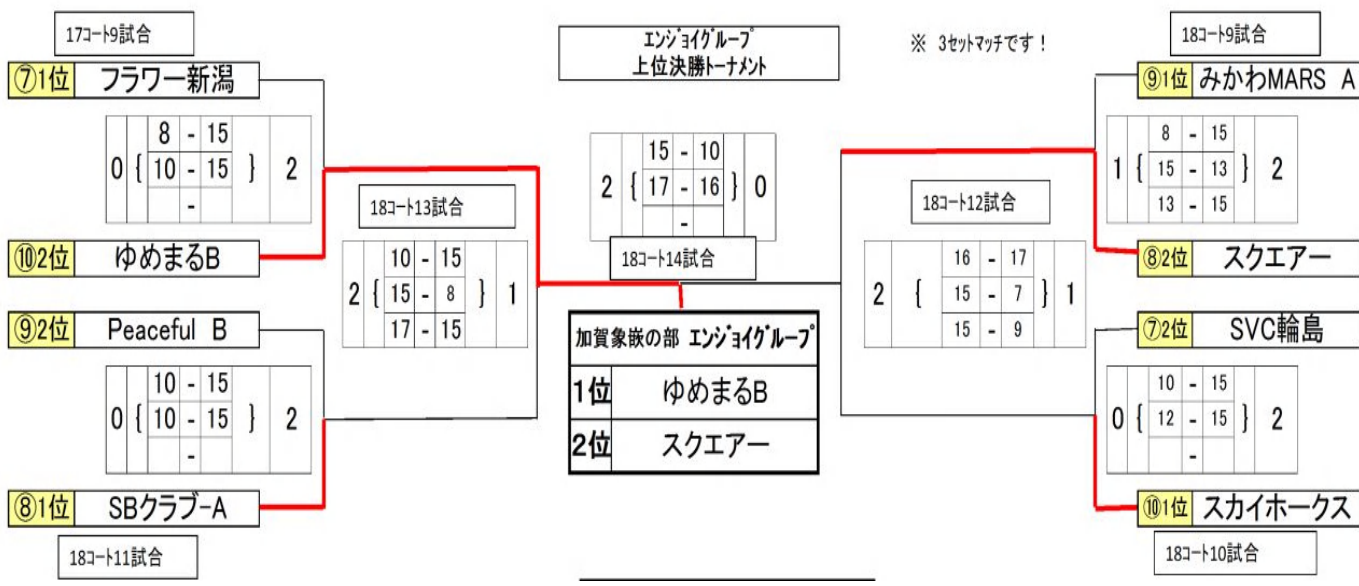 17コート9試合
エンジョイグループ
上位決勝トーナメント
※ 3セットマッチです！
18コート9試合
⑦1位 フラワー新潟
⑨1位 みかわMARS A
0 { 8 - 15
10 - 15
- } 2
2 { 15 - 10
17 - 16
- } 0
1 { 8 - 15
15 - 13
13 - 15 } 2
18コート13試合
18コート12試合
⑩2位 ゆめまるB
18コート14試合
⑧2位 スクエアー
2 { 10 - 15
15 - 8
17 - 15 } 1
2 { 16 - 17
15 - 7
15 - 9 } 1
⑨2位 Peaceful B
加賀象嵌の部 エンジョイグループ
⑦2位 SVC輪島
1位 ゆめまるB
2位 スクエアー
0 { 10 - 15
10 - 15
- } 2
0 { 10 - 15
12 - 15
- } 2
⑧1位 SBクラブ-A
⑩1位 スカイホークス
18コート11試合
18コート10試合